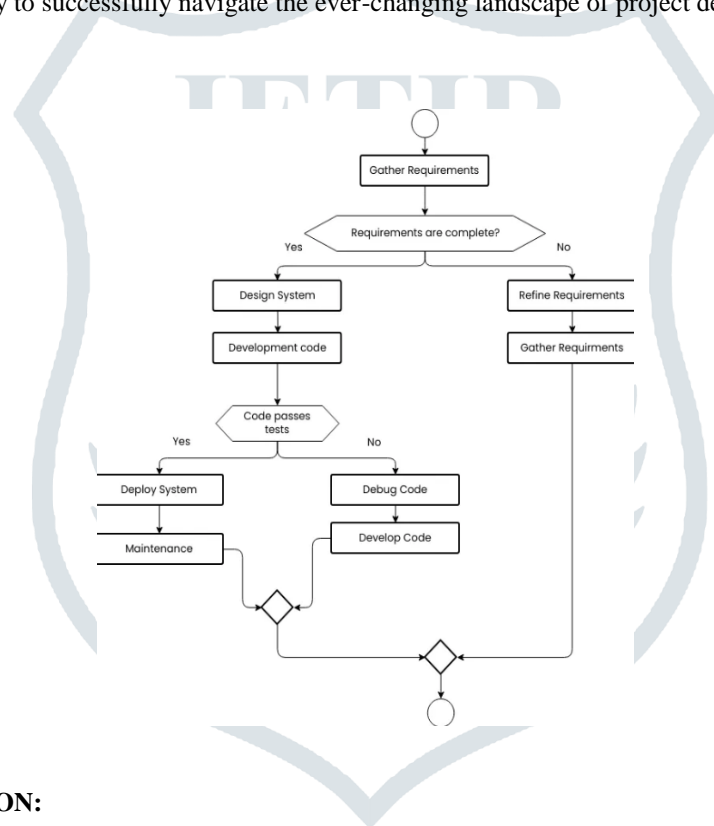 y to successfully navigate the ever-changing landscape of project de
JETIR
Gather Requirements
Requirements are complete?
Yes
No
Design System
Refine Requirements
Development code
Gather Requirments
Code passes
tests
Yes
No
Deploy System
Debug Code
Develop Code
Maintenance
ON: